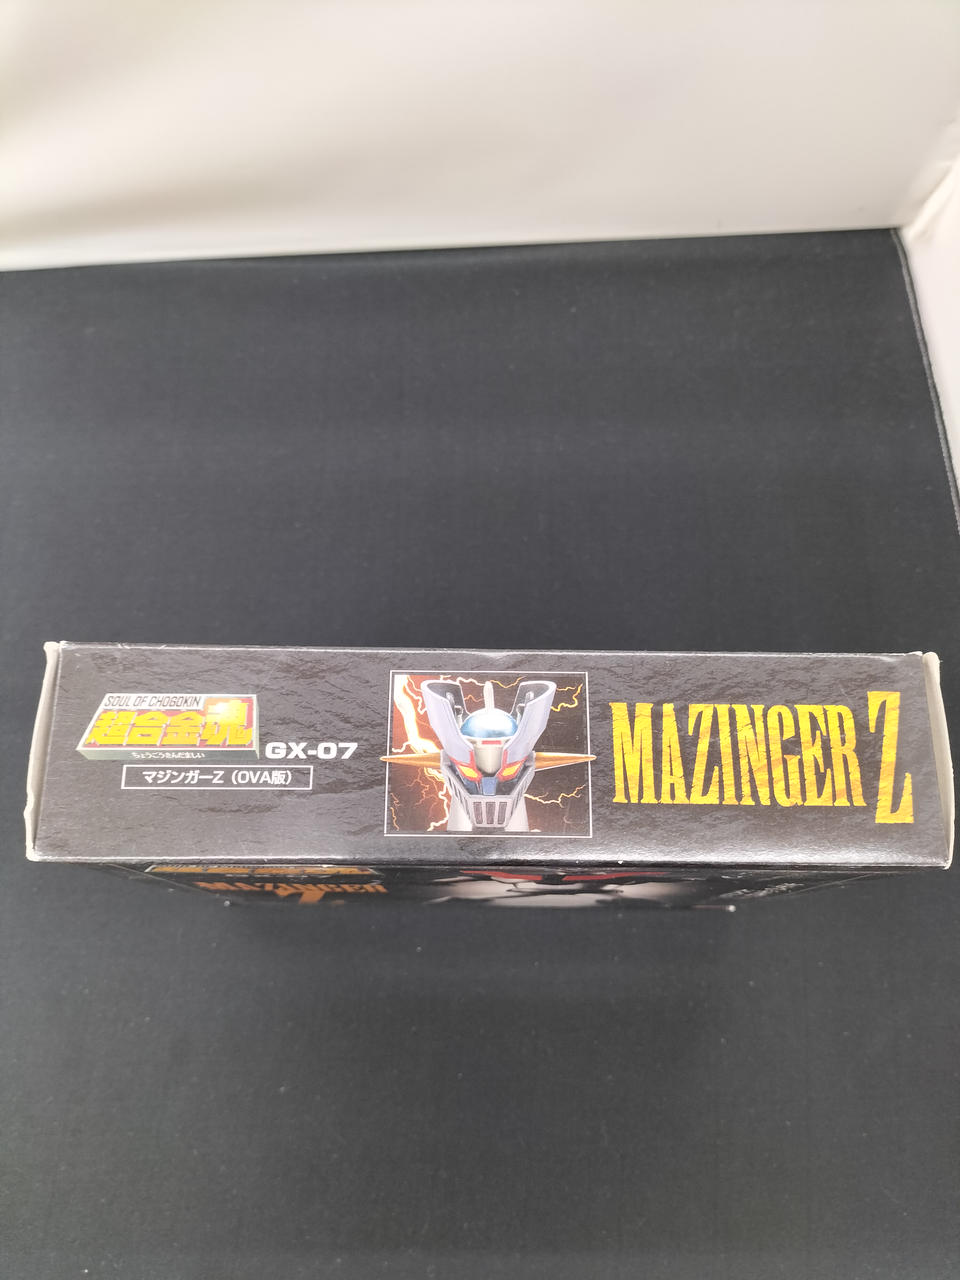 SOUL OF CHOGOKIN
超合金魂
ちょうごうきんだましい
GX-07
マジンガーZ（OVA版）
MAZINGER Z
MAZINGER
Z